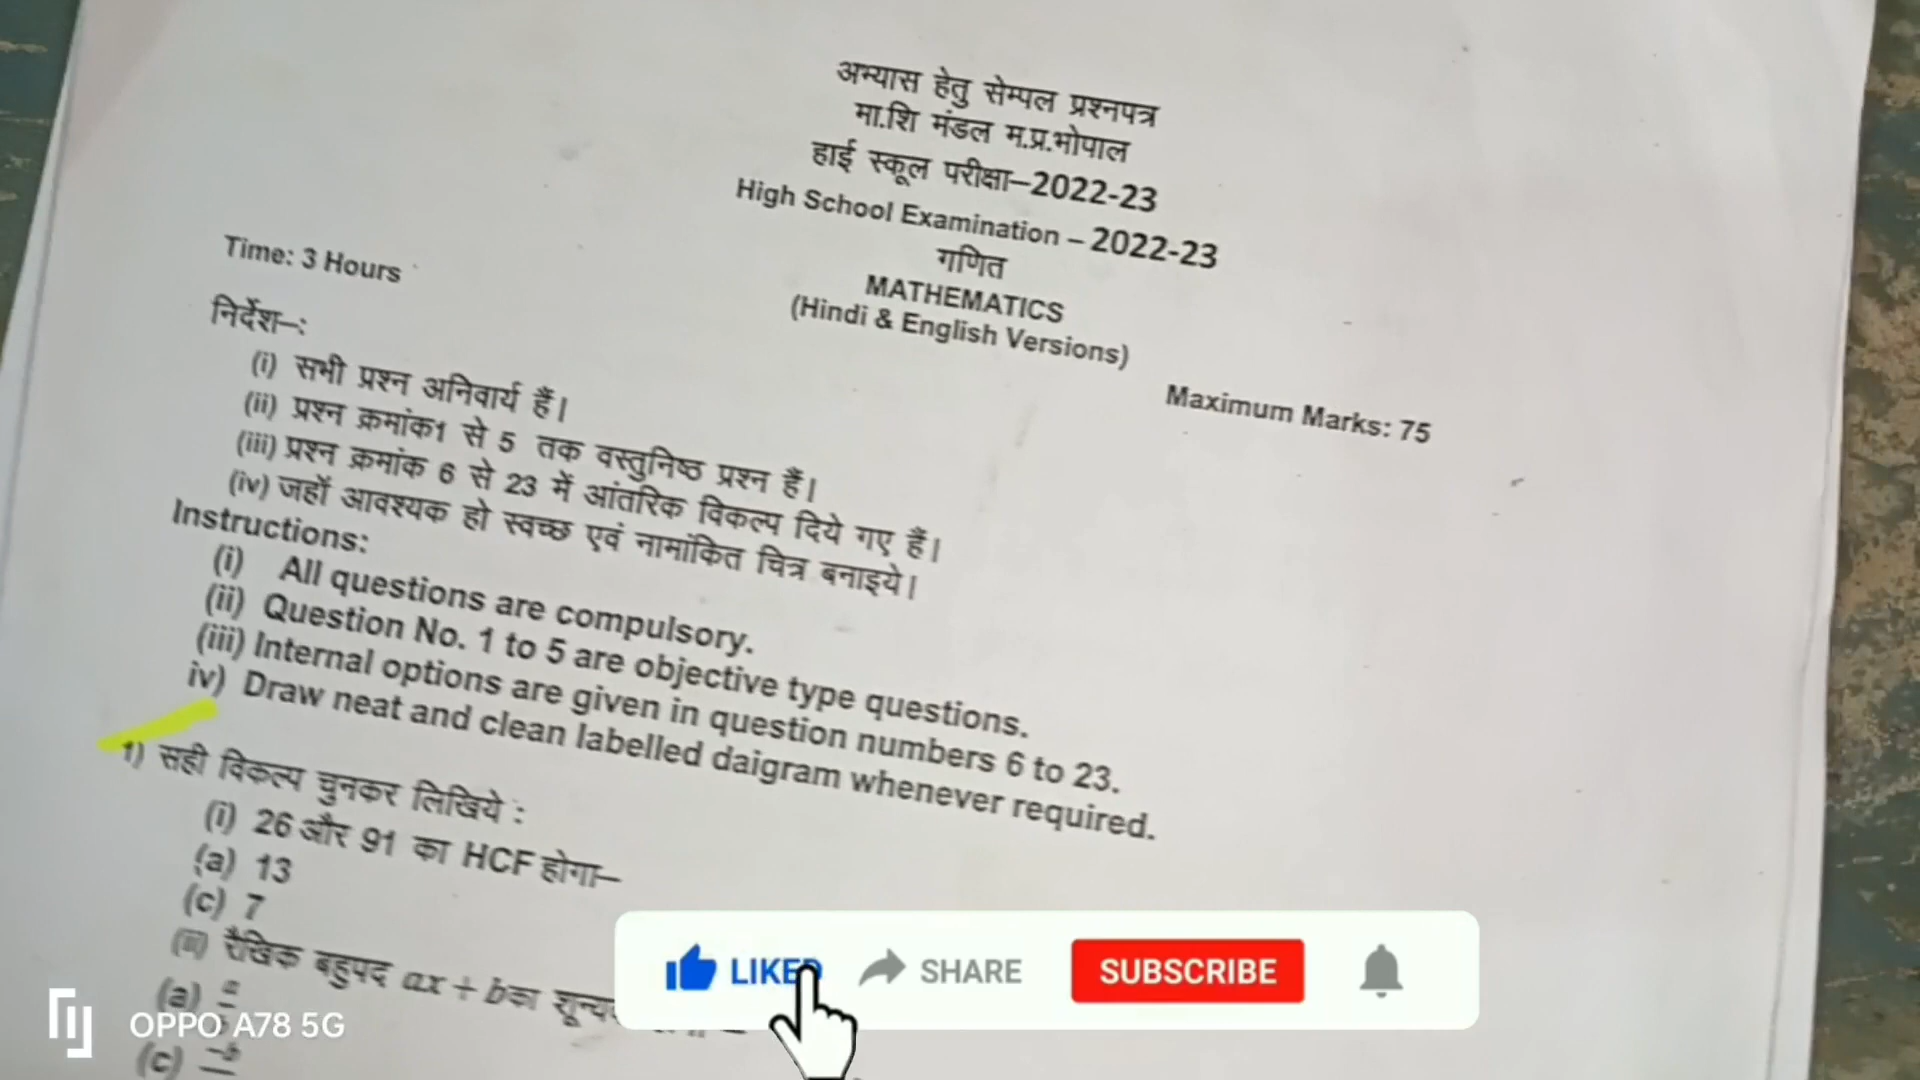 अभ्यास हेतु सेम्पल प्रश्नपत्र
मा.शि मंडल म.प्र.भोपाल
हाई स्कूल परीक्षा–2022-23
High School Examination – 2022-23
गणित
MATHEMATICS
(Hindi & English Versions)
Time: 3 Hours
Maximum Marks: 75
निर्देश–:
(i) सभी प्रश्न अनिवार्य हैं।
(ii) प्रश्न क्रमांक1 से 5 तक वस्तुनिष्ठ प्रश्न हैं।
(iii) प्रश्न क्रमांक 6 से 23 में आंतरिक विकल्प दिये गए हैं।
(iv) जहॉ आवश्यक हो स्वच्छ एवं नामांकित चित्र बनाइये।
Instructions:
(i) All questions are compulsory.
(ii) Question No. 1 to 5 are objective type questions.
(iii) Internal options are given in question numbers 6 to 23.
iv) Draw neat and clean labelled daigram whenever required.
1) सही विकल्प चुनकर लिखिये :
(i) 26 और 91 का HCF होगा–
(a) 13
(c) 7
(ii) रैखिक बहुपद ax + b का
(a)
(c) –b
LIKED SHARE SUBSCRIBE
OPPO A78 5G